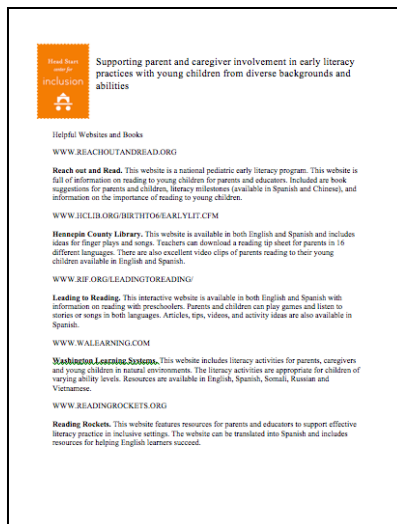 Head Start
center for
inclusion
Supporting parent and caregiver involvement in early literacy
practices with young children from diverse backgrounds and
abilities
Helpful Websites and Books
WWW.REACHOUTANDREAD.ORG
Reach out and Read. This website is a national pediatric early literacy program. This website is
full of information on reading to young children for parents and educators. Included are book
suggestions for parents and children, literacy milestones (available in Spanish and Chinese), and
information on the importance of reading to young children.
WWW.HCLIB.ORG/BIRTHTO6/EARLYLIT.CFM
Hennepin County Library. This website is available in both English and Spanish and includes
ideas for finger plays and songs. Teachers can download a reading tip sheet for parents in 16
different languages. There are also excellent video clips of parents reading to their young
children available in English and Spanish.
WWW.RIF.ORG/LEADINGTOREADING/
Leading to Reading. This interactive website is available in both English and Spanish with
information on reading with preschoolers. Parents and children can play games and listen to
stories or songs in both languages. Articles, tips, videos, and activity ideas are also available in
Spanish.
WWW.WALEARNING.COM
Washington Learning Systems. This website includes literacy activities for parents, caregivers
and young children in natural environments. The literacy activities are appropriate for children of
varying ability levels. Resources are available in English, Spanish, Somali, Russian and
Vietnamese.
WWW.READINGROCKETS.ORG
Reading Rockets. This website features resources for parents and educators to support effective
literacy practice in inclusive settings. The website can be translated into Spanish and includes
resources for helping English learners succeed.